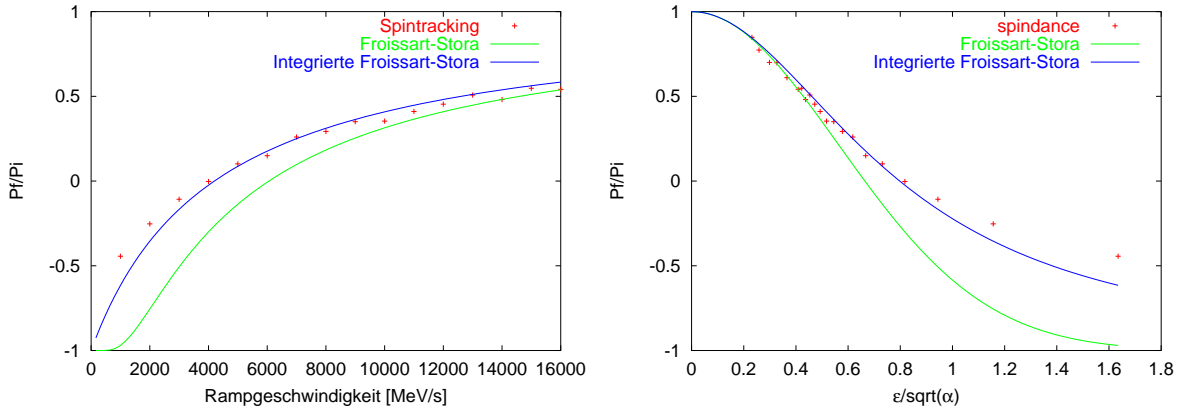 Spintracking
Froissart-Stora
Integrierte Froissart-Stora
1
0.5
0
-0.5
-1
Pf/Pi
0 2000 4000 6000 8000 10000 12000 14000 16000
Rampgeschwindigkeit [MeV/s]
spindance
Froissart-Stora
Integrierte Froissart-Stora
1
0.5
0
-0.5
-1
Pf/Pi
0 0.2 0.4 0.6 0.8 1 1.2 1.4 1.6 1.8
ε/sqrt(α)